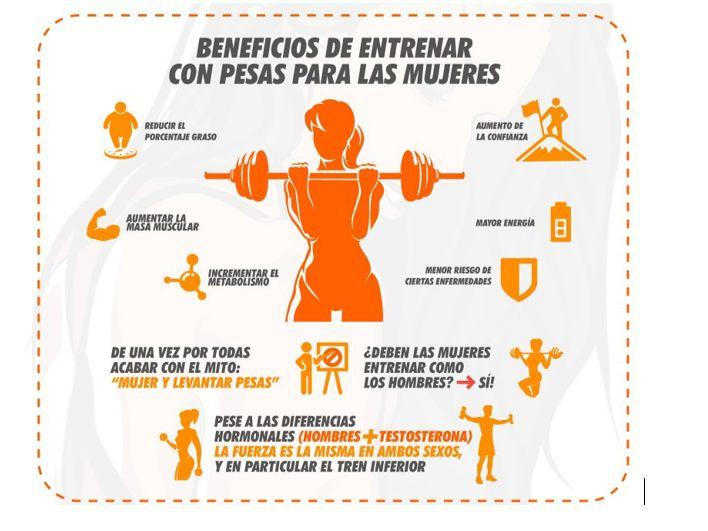 BENEFICIOS DE ENTRENAR
CON PESAS PARA LAS MUJERES
REDUCIR EL
PORCENTAJE GRASO
AUMENTO DE
LA CONFIANZA
AUMENTAR LA
MASA MUSCULAR
MAYOR ENERGÍA
INCREMENTAR EL
METABOLISMO
MENOR RIESGO DE
CIERTAS ENFERMEDADES
DE UNA VEZ POR TODAS
ACABAR CON EL MITO:
“MUJER Y LEVANTAR PESAS”
¿DEBEN LAS MUJERES
ENTRENAR COMO
LOS HOMBRES? → SÍ!
PESE A LAS DIFERENCIAS
HORMONALES (HOMBRES + TESTOSTERONA)
LA FUERZA ES LA MISMA EN AMBOS SEXOS,
Y EN PARTICULAR EL TREN INFERIOR